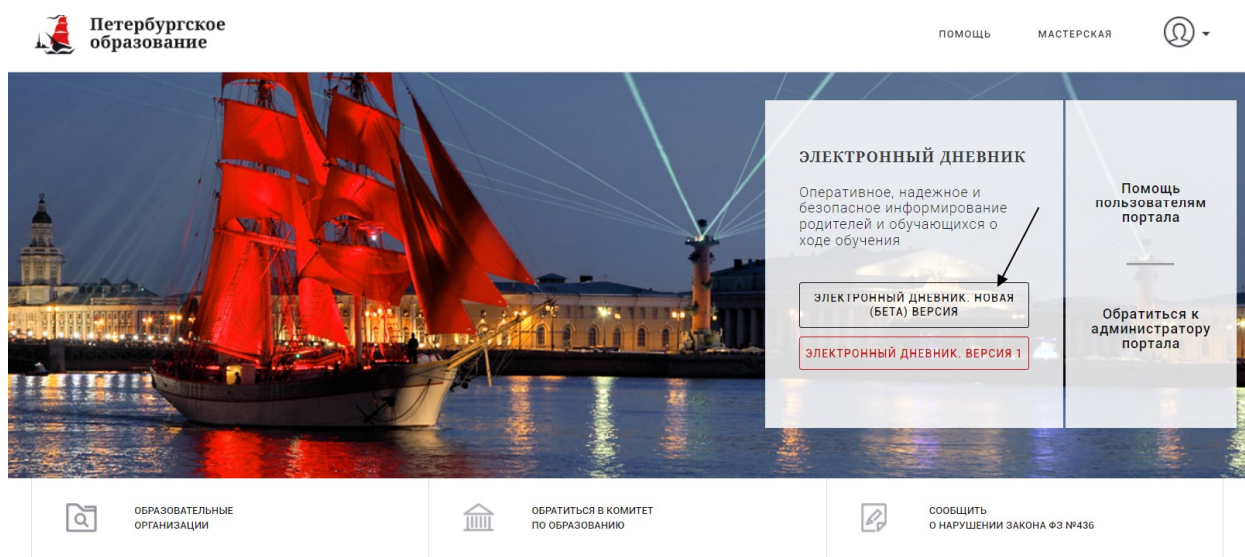 Петербургское
образование
ПОМОЩЬ
МАСТЕРСКАЯ
ЭЛЕКТРОННЫЙ ДНЕВНИК
Оперативное, надежное и
безопасное информирование
родителей и обучающихся о
ходе обучения
ЭЛЕКТРОННЫЙ ДНЕВНИК. НОВАЯ
(БЕТА) ВЕРСИЯ
ЭЛЕКТРОННЫЙ ДНЕВНИК. ВЕРСИЯ 1
Помощь
пользователям
портала
Обратиться к
администратору
портала
ОБРАЗОВАТЕЛЬНЫЕ
ОРГАНИЗАЦИИ
ОБРАТИТЬСЯ В КОМИТЕТ
ПО ОБРАЗОВАНИЮ
СООБЩИТЬ
О НАРУШЕНИИ ЗАКОНА ФЗ №436